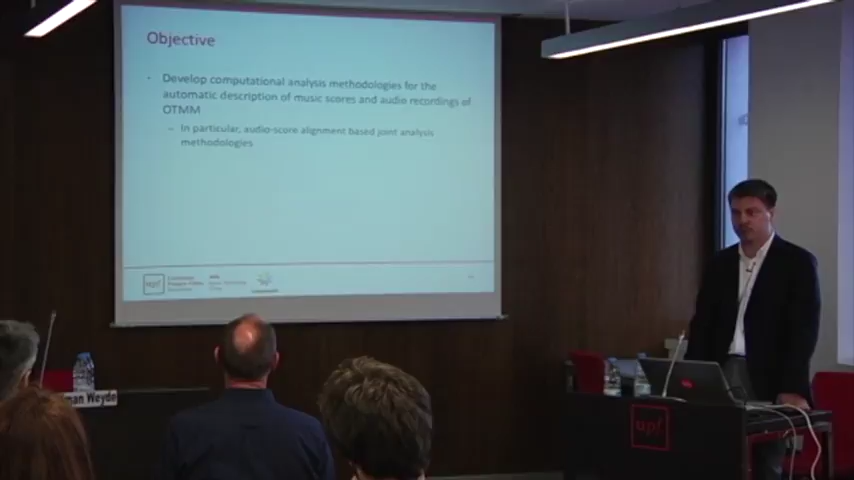 Objective
Develop computational analysis methodologies for the
automatic description of music scores and audio recordings of
OTMM
– In particular, audio-score alignment based joint analysis
methodologies
upf
Weyde
upf